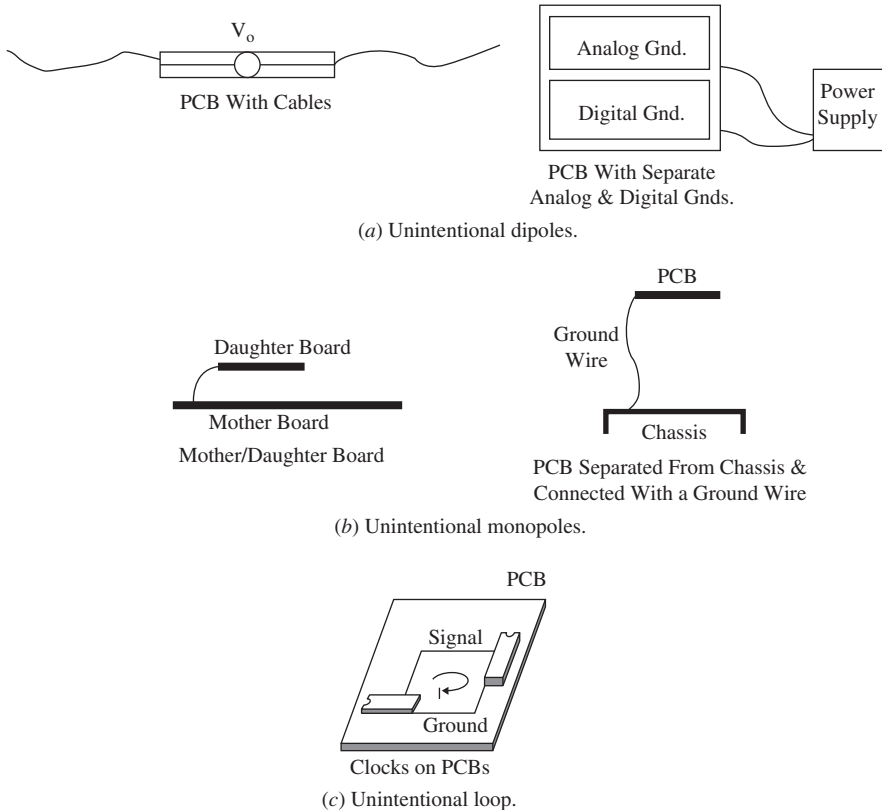 V₀
PCB With Cables
Analog Gnd.
Digital Gnd.
Power
Supply
PCB With Separate
Analog & Digital Gnds.
(a) Unintentional dipoles.
Daughter Board
Mother Board
Mother/Daughter Board
PCB
Ground
Wire
Chassis
PCB Separated From Chassis &
Connected With a Ground Wire
(b) Unintentional monopoles.
PCB
Signal
I
Ground
Clocks on PCBs
(c) Unintentional loop.